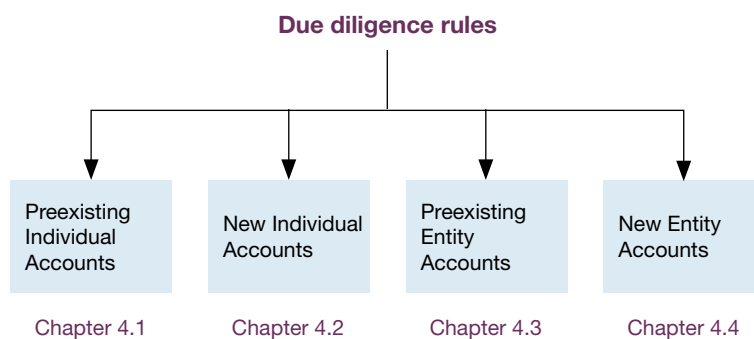 Due diligence rules
Preexisting
Individual
Accounts
New Individual
Accounts
Preexisting
Entity
Accounts
New Entity
Accounts
Chapter 4.1
Chapter 4.2
Chapter 4.3
Chapter 4.4